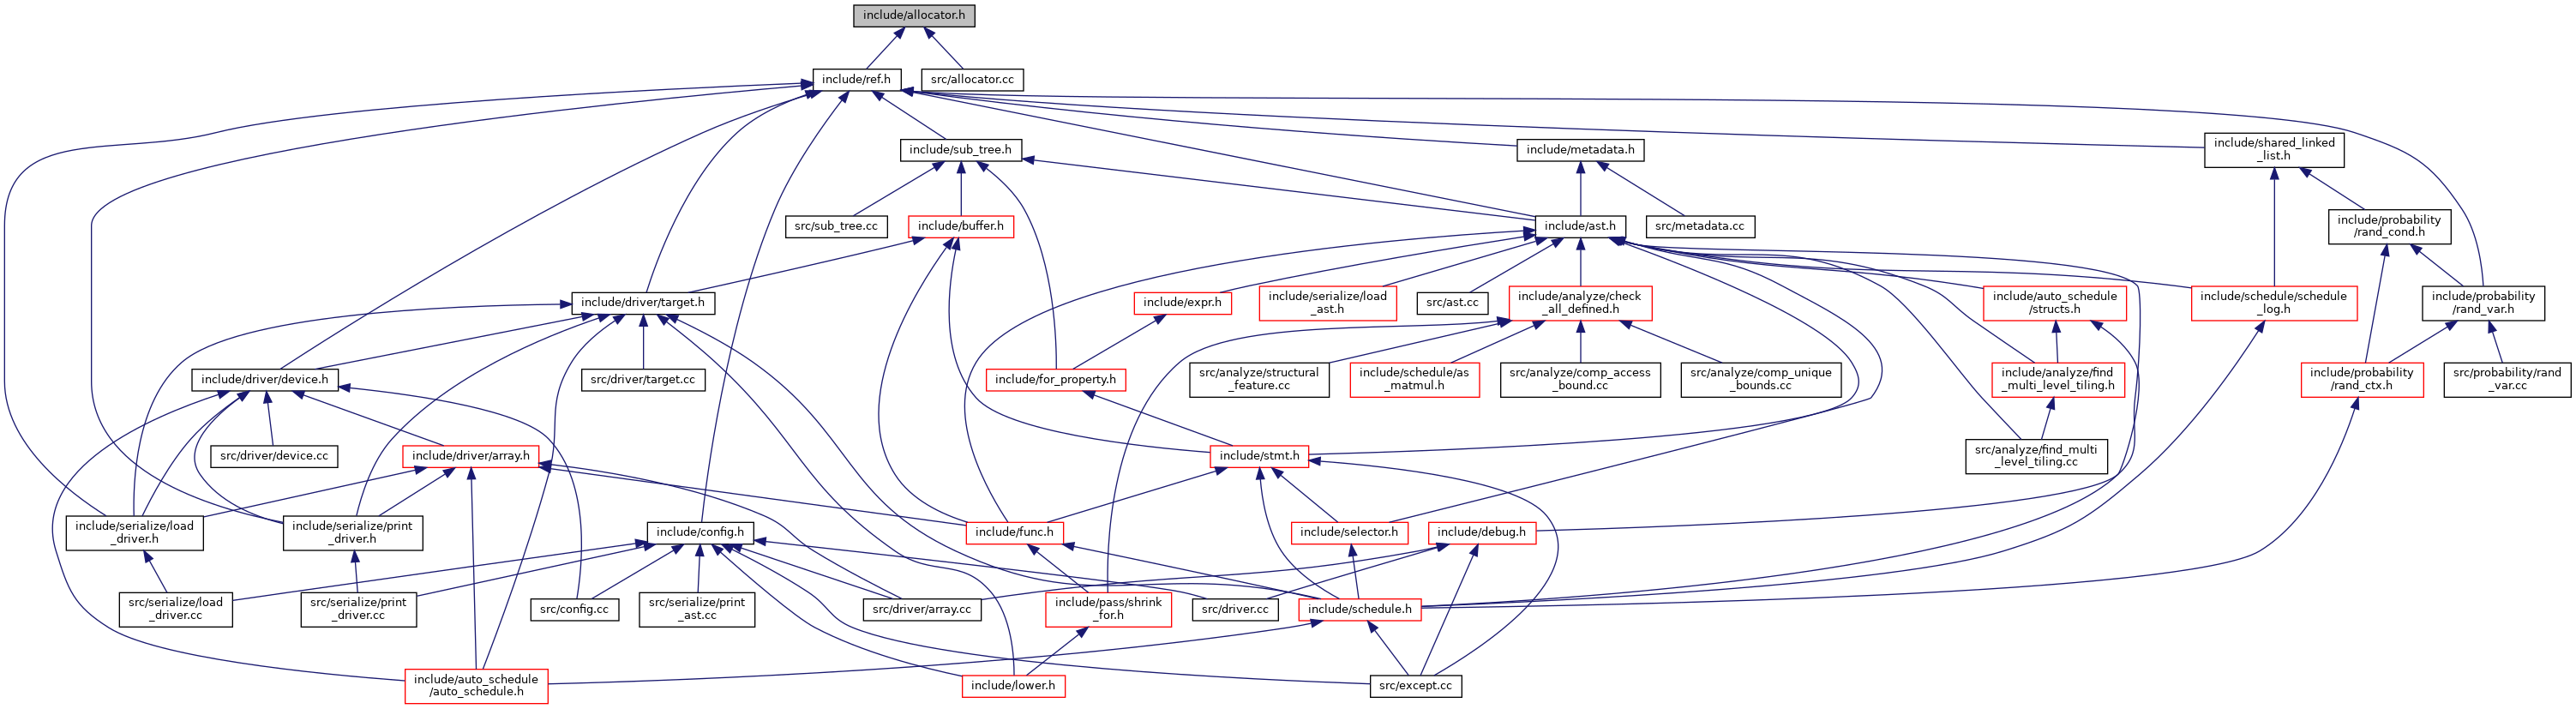 include/allocator.h
include/ref.h
src/allocator.cc
include/sub_tree.h
include/metadata.h
include/shared_linked
_list.h
src/sub_tree.cc
include/buffer.h
include/ast.h
src/metadata.cc
include/probability
/rand_cond.h
include/driver/target.h
include/expr.h
include/serialize/load
_ast.h
src/ast.cc
include/analyze/check
_all_defined.h
include/auto_schedule
/structs.h
include/schedule/schedule
_log.h
include/probability
/rand_var.h
include/driver/device.h
src/driver/target.cc
include/for_property.h
src/analyze/structural
_feature.cc
include/schedule/as
_matmul.h
src/analyze/comp_access
_bound.cc
src/analyze/comp_unique
_bounds.cc
include/analyze/find
_multi_level_tiling.h
include/probability
/rand_ctx.h
src/probability/rand
_var.cc
src/driver/device.cc
include/driver/array.h
include/stmt.h
src/analyze/find_multi
_level_tiling.cc
include/serialize/load
_driver.h
include/serialize/print
_driver.h
include/config.h
include/func.h
include/selector.h
include/debug.h
src/serialize/load
_driver.cc
src/serialize/print
_driver.cc
src/config.cc
src/serialize/print
_ast.cc
src/driver/array.cc
include/pass/shrink
_for.h
src/driver.cc
include/schedule.h
include/auto_schedule
/auto_schedule.h
include/lower.h
src/except.cc